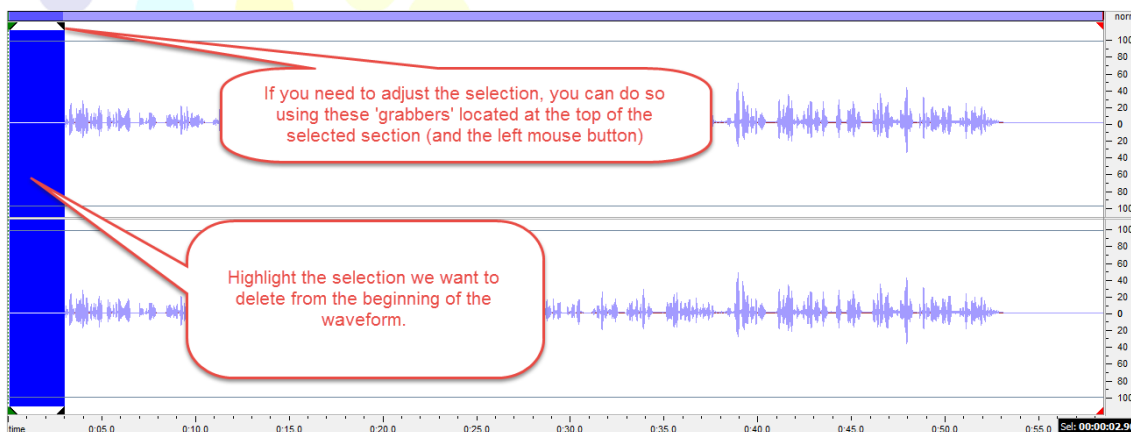 norm
100
80
60
40
20
0
20
40
60
80
100
If you need to adjust the selection, you can do so
using these 'grabbers' located at the top of the
selected section (and the left mouse button)
100
80
60
40
20
0
20
40
60
80
100
Highlight the selection we want to
delete from the beginning of the
waveform.
time 0:05.0 0:10.0 0:15.0 0:20.0 0:25.0 0:30.0 0:35.0 0:40.0 0:45.0 0:50.0 0:55.0 Sel: 00:00:02.96